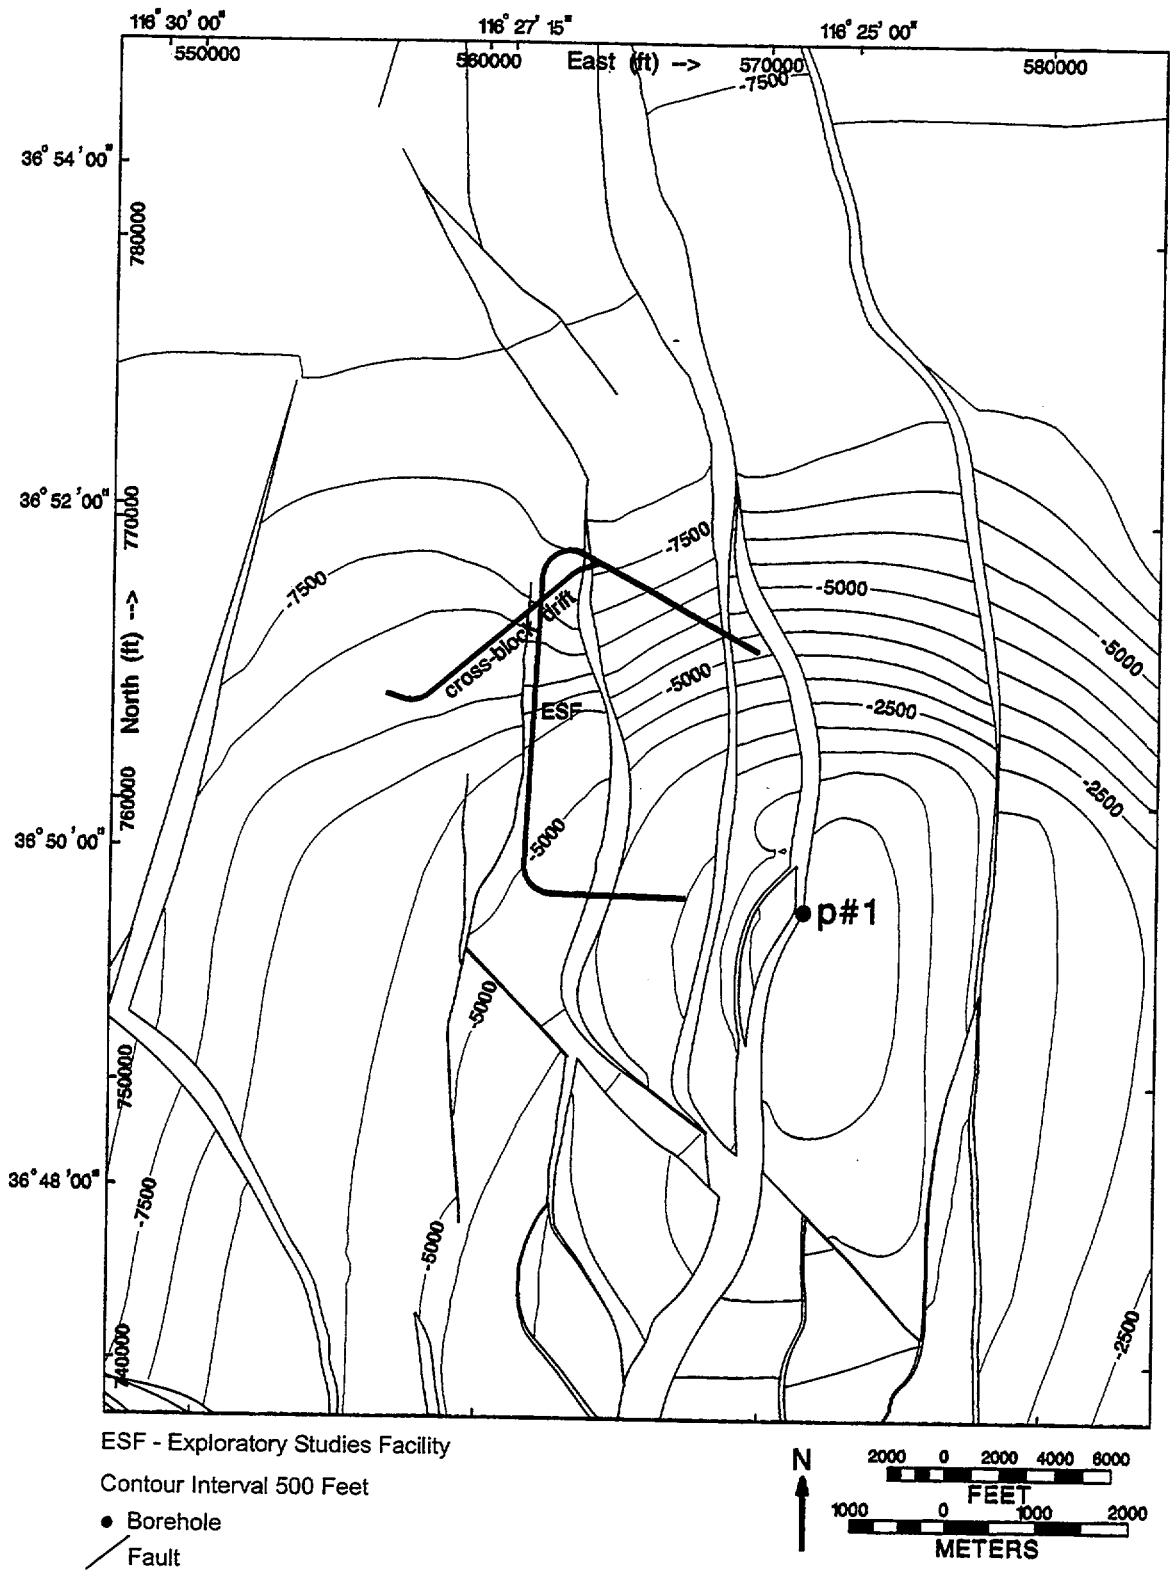 116° 30' 00" 116° 27' 15" 116° 25' 00"
550000 560000 East (ft) --> 570000 580000
-7500
36° 54' 00"
780000
36° 52' 00"
770000
-7500
-5000
-7500
-5000
cross-block drift
-5000
North (ft) -->
ESF
-2500
-2500
760000
36° 50' 00"
-5000
p#1
-5000
750000
36° 48' 00"
-7500
-5000
-2500
740000
ESF - Exploratory Studies Facility
Contour Interval 500 Feet
Borehole
Fault
N
2000 0 2000 4000 6000
FEET
1000 0 1000 2000
METERS